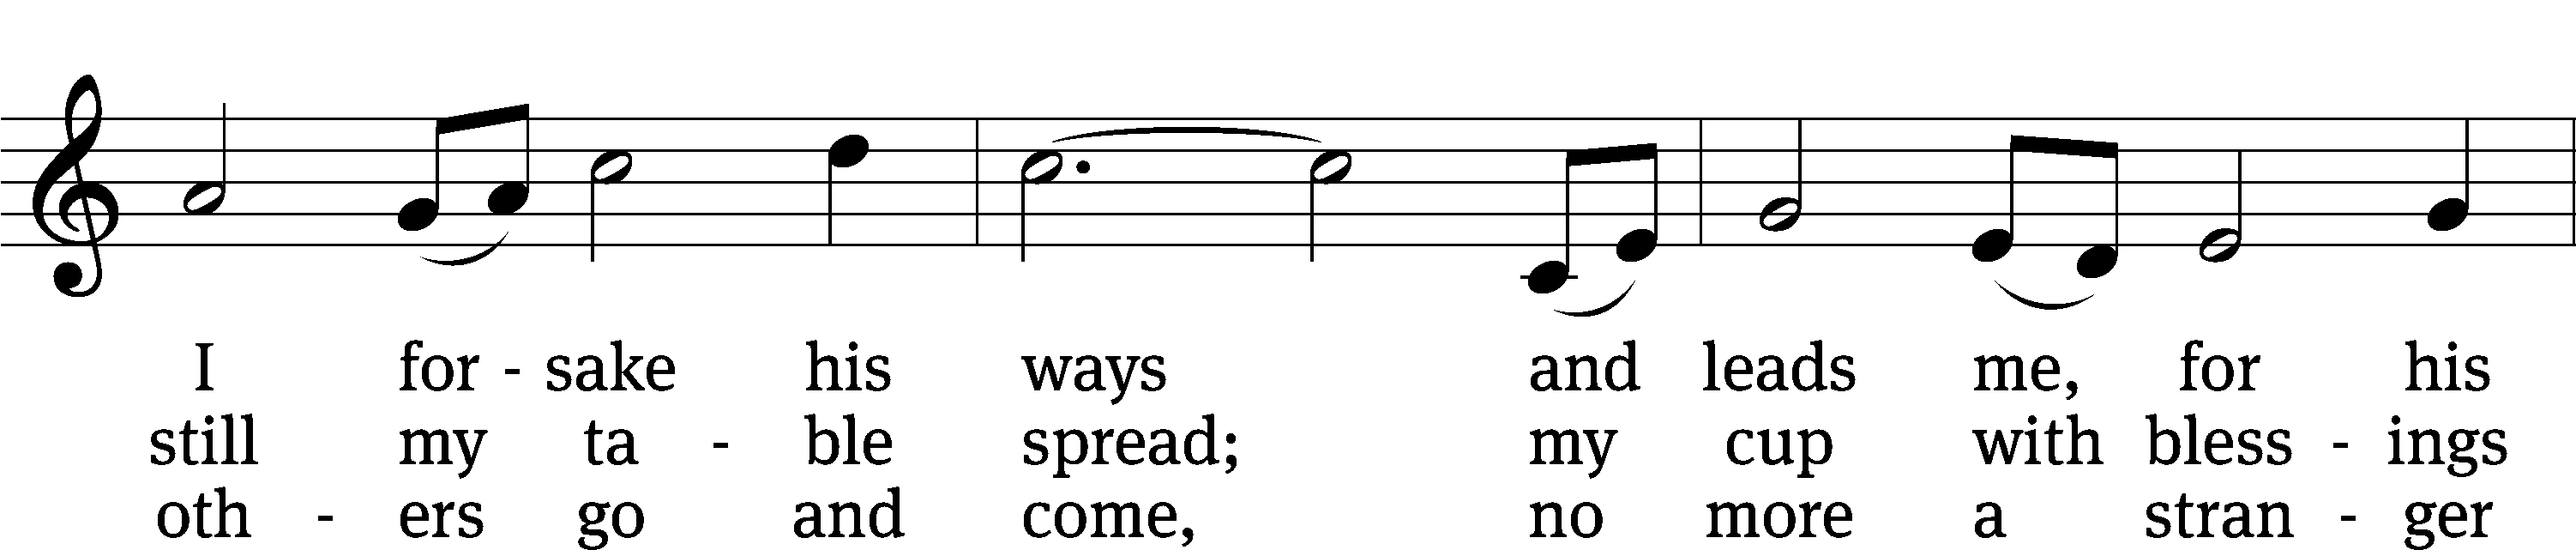 I for - sake his ways and leads me, for his
still my ta - ble spread; my cup with bless - ings
oth - ers go and come, no more a stran - ger